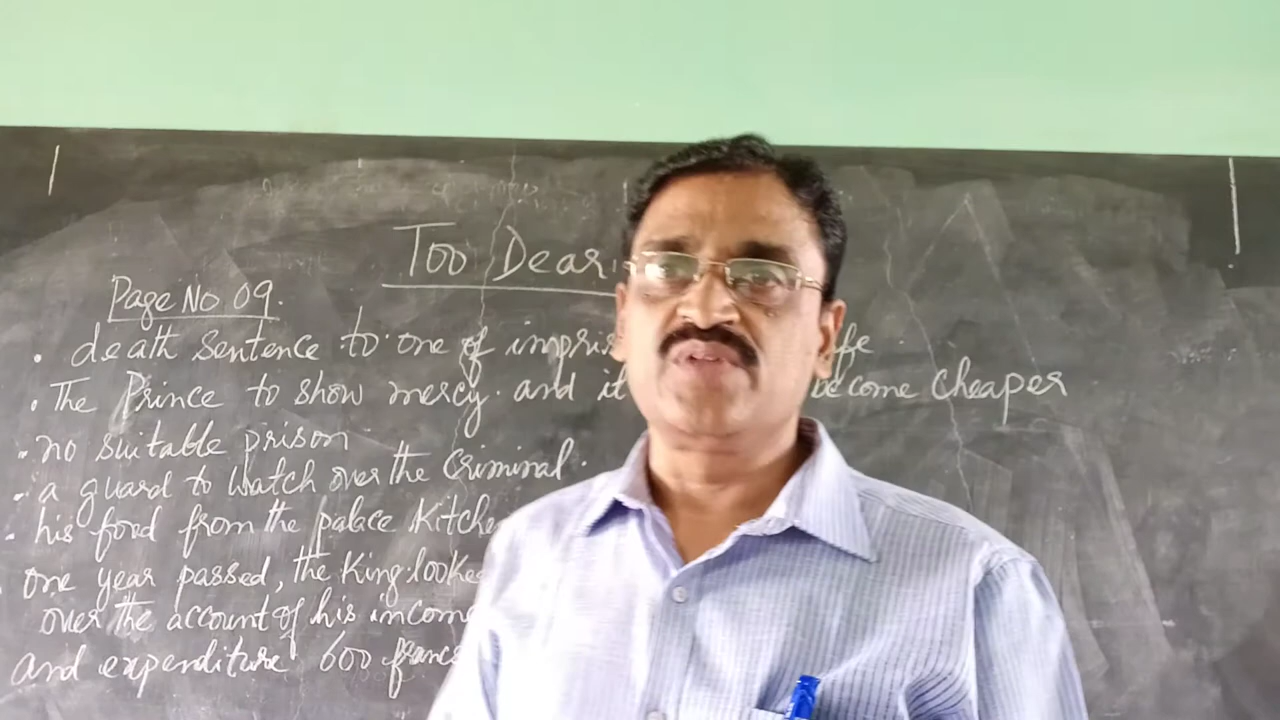 Too Dear!
Page No 09.
. death sentence to one of impris fe
. The Prince to show mercy and it become cheaper
. no suitable prison
. a guard to watch over the criminal.
. his food from the palace Kitche
one year passed, the King looke
over the account of his income
and expenditure 600 francs